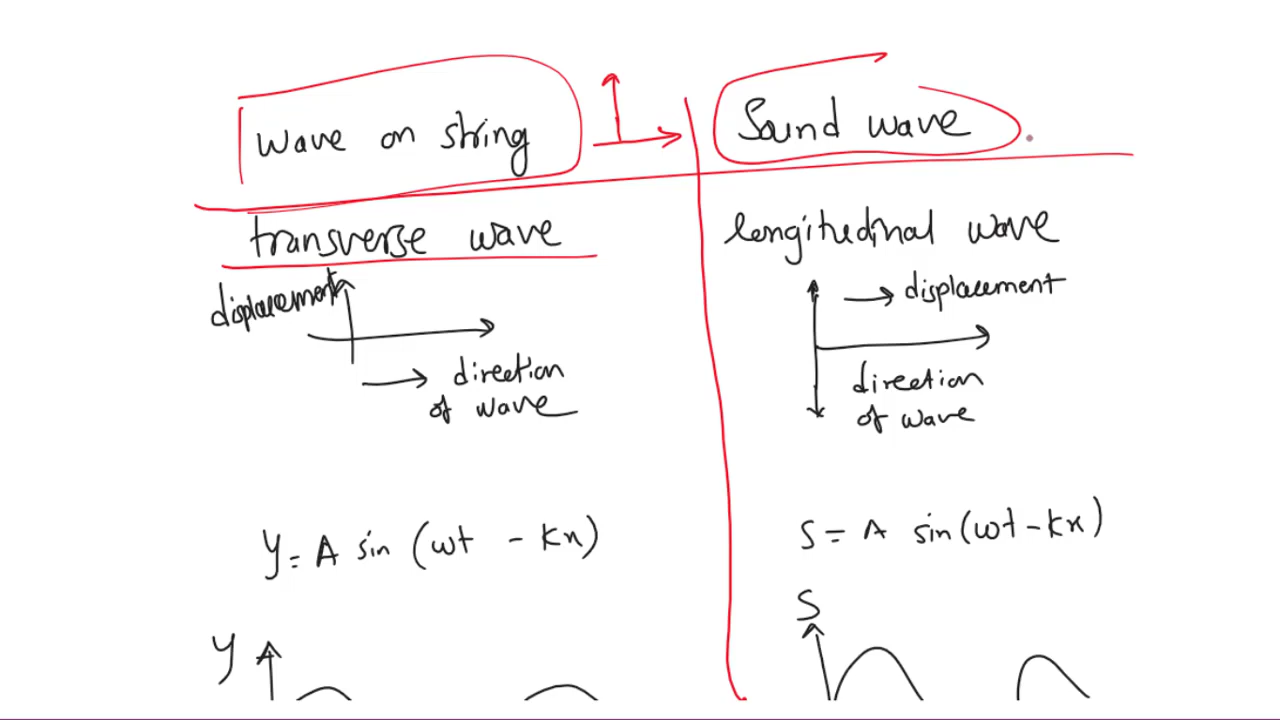 wave on string
Sound wave
transverse wave
longitudinal wave
displacement
direction
of wave
displacement
direction
of wave
y = A sin (ωt - kx)
S = A sin(ωt - kx)
y
S